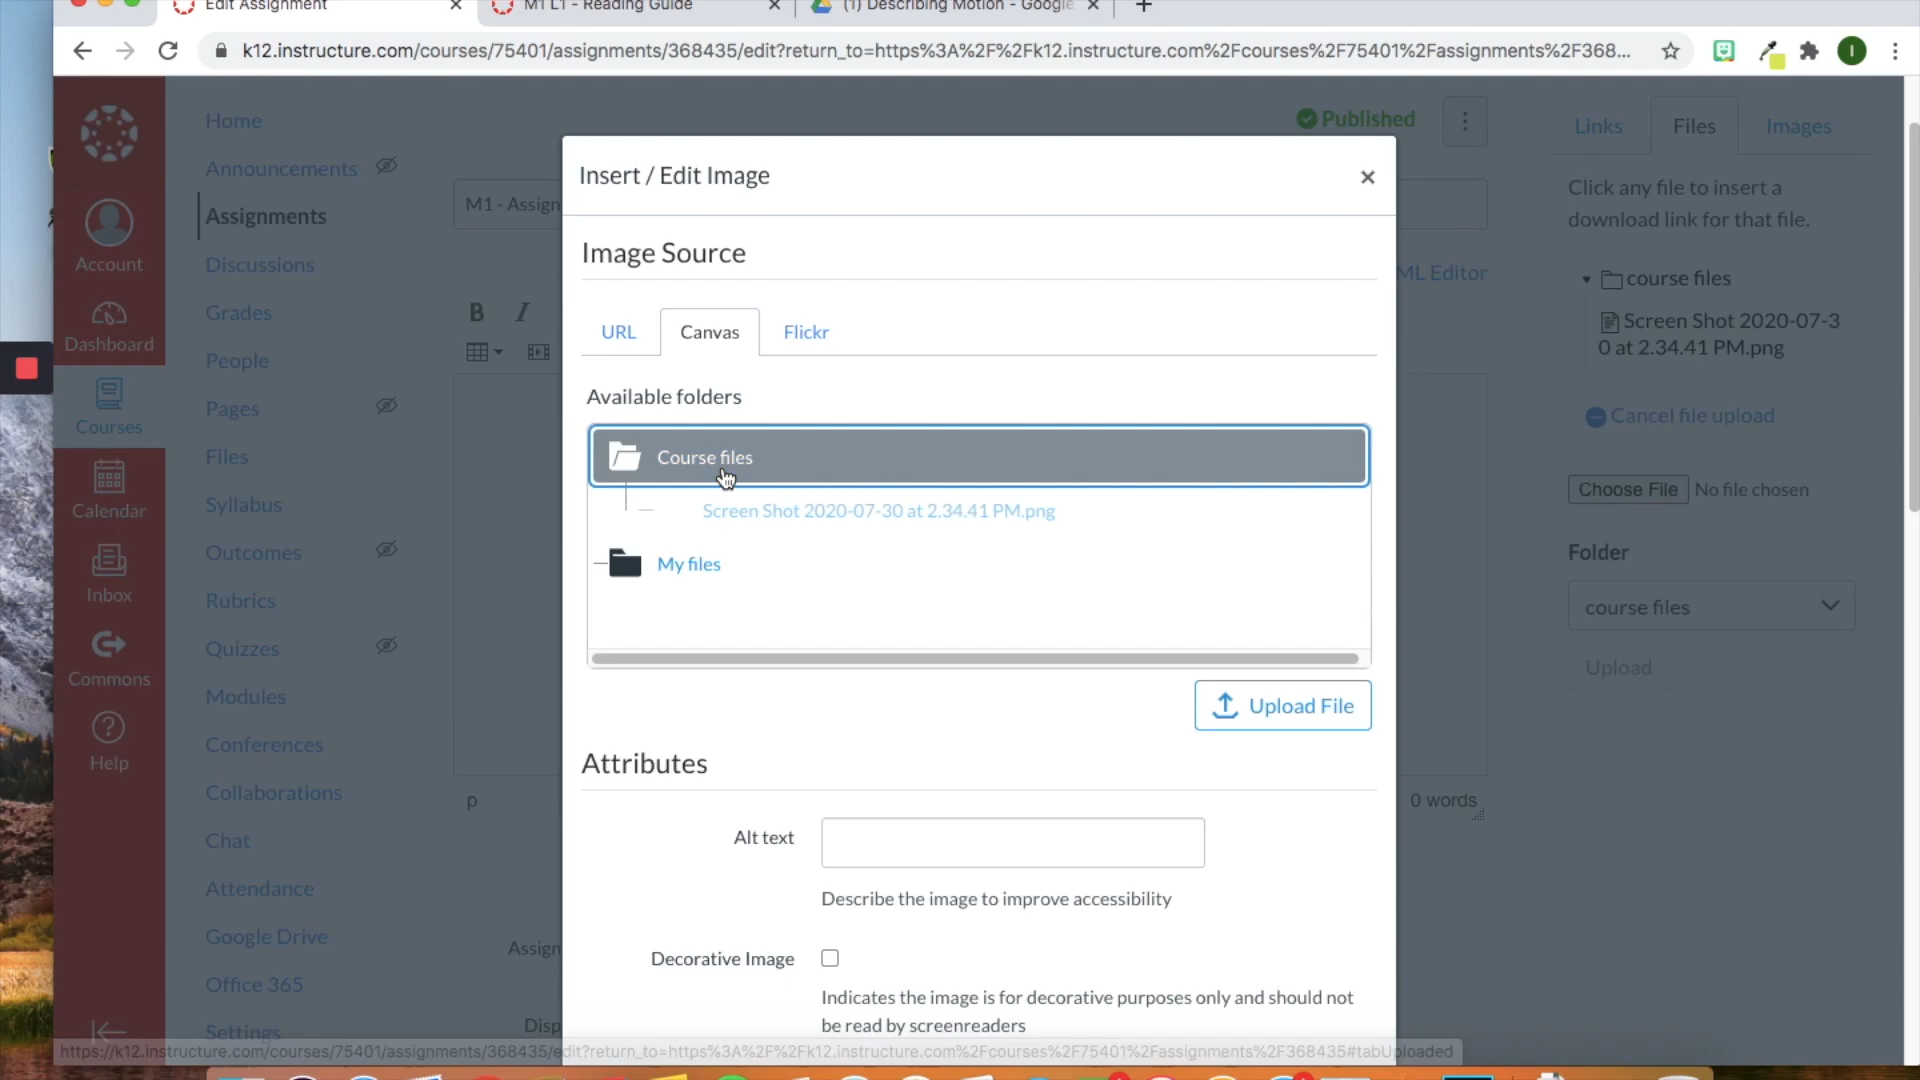 Edit Assignment
M1 L1 - Reading Guide
(1) Describing Motion - Google
k12.instructure.com/courses/75401/assignments/368435/edit?return_to=https%3A%2F%2Fk12.instructure.com%2Fcourses%2F75401%2Fassignments%2F368...
I
Account
Dashboard
Courses
Calendar
Inbox
Commons
Help
Home
Announcements
Assignments
Discussions
Grades
People
Pages
Files
Syllabus
Outcomes
Rubrics
Quizzes
Modules
Conferences
Collaborations
Chat
Attendance
Google Drive
Office 365
Settings
Published
M1 - Assign
ML Editor
B I
p
0 words
Assign
Disp
Insert / Edit Image
Image Source
URL
Canvas
Flickr
Available folders
Course files
Screen Shot 2020-07-30 at 2.34.41 PM.png
My files
Upload File
Attributes
Alt text
Describe the image to improve accessibility
Decorative Image
Indicates the image is for decorative purposes only and should not
be read by screenreaders
Links
Files
Images
Click any file to insert a
download link for that file.
course files
Screen Shot 2020-07-3
0 at 2.34.41 PM.png
Cancel file upload
Choose File No file chosen
Folder
course files
Upload
https://k12.instructure.com/courses/75401/assignments/368435/edit?return_to=https%3A%2F%2Fk12.instructure.com%2Fcourses%2F75401%2Fassignments%2F368435#tabUploaded